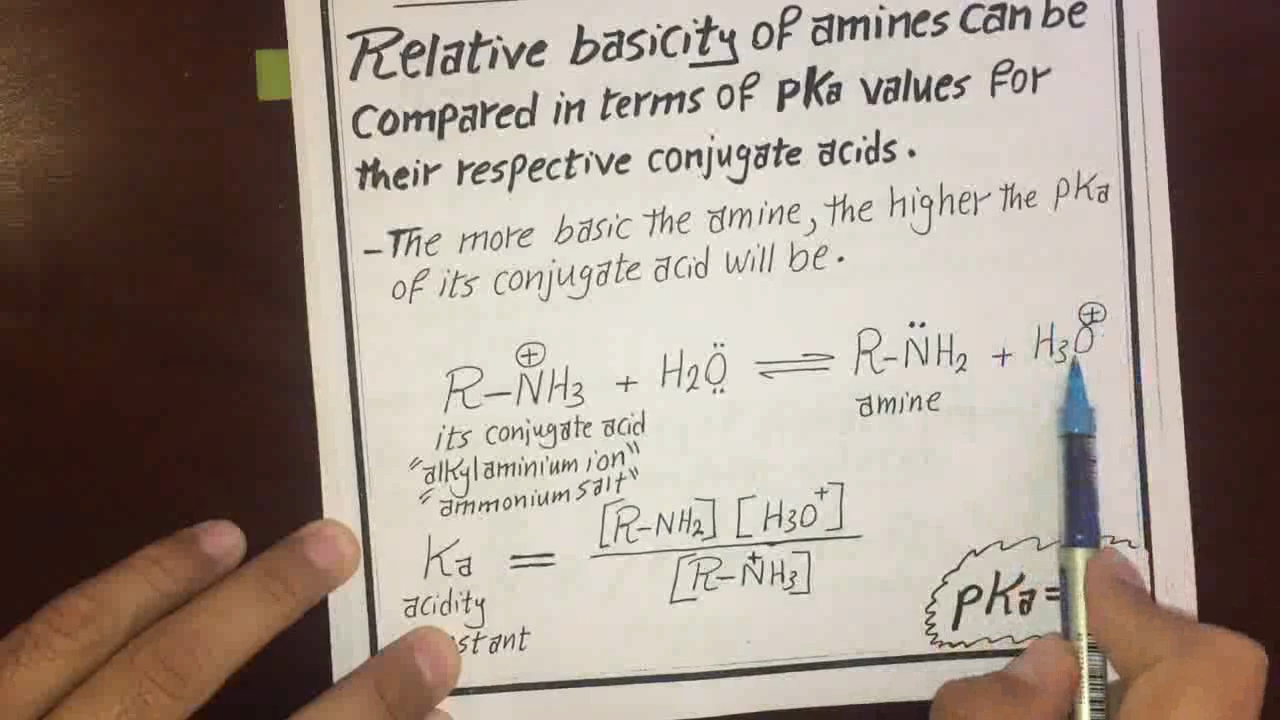 Relative basicity of amines can be
compared in terms of pKa values for
their respective conjugate acids.
- The more basic the amine, the higher the pKa
of its conjugate acid will be.
R-N⊕H3 + H2Ö: ⇌ R-N̈H2 + H3O⊕
its conjugate acid amine
"alkylaminium ion"
"ammonium salt"
Ka = [R-NH2] [H3O+] / [R-N+H3]
acidity
stant
pKa=